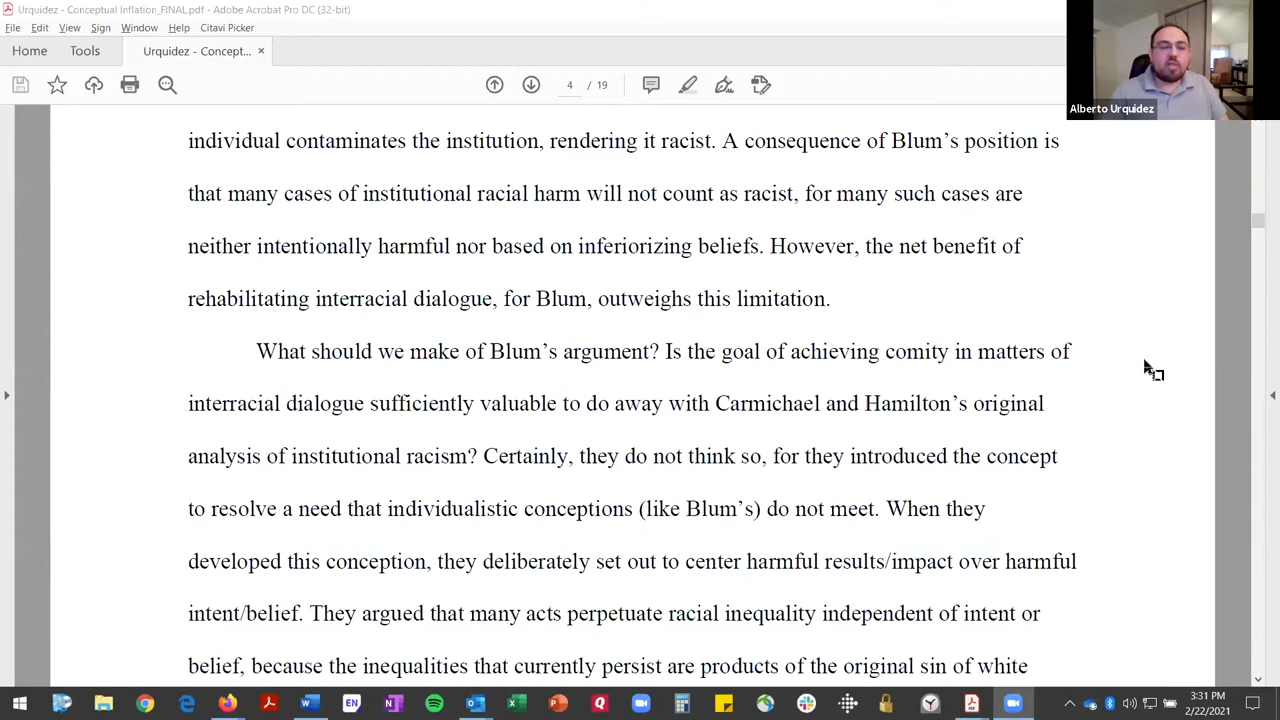 Urquidez - Conceptual Inflation_FINAL.pdf - Adobe Acrobat Pro DC (32-bit)
File Edit View Sign Window Help Citavi Picker
Home Tools Urquidez - Concept... ×
4 / 19
Alberto Urquidez
individual contaminates the institution, rendering it racist. A consequence of Blum’s position is
that many cases of institutional racial harm will not count as racist, for many such cases are
neither intentionally harmful nor based on inferiorizing beliefs. However, the net benefit of
rehabilitating interracial dialogue, for Blum, outweighs this limitation.
What should we make of Blum’s argument? Is the goal of achieving comity in matters of
interracial dialogue sufficiently valuable to do away with Carmichael and Hamilton’s original
analysis of institutional racism? Certainly, they do not think so, for they introduced the concept
to resolve a need that individualistic conceptions (like Blum’s) do not meet. When they
developed this conception, they deliberately set out to center harmful results/impact over harmful
intent/belief. They argued that many acts perpetuate racial inequality independent of intent or
belief, because the inequalities that currently persist are products of the original sin of white
EN
3:31 PM
2/22/2021